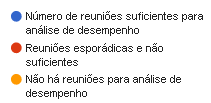 Número de reuniões suficientes para
análise de desempenho
Reuniões esporádicas e não
suficientes
Não há reuniões para análise de
desempenho